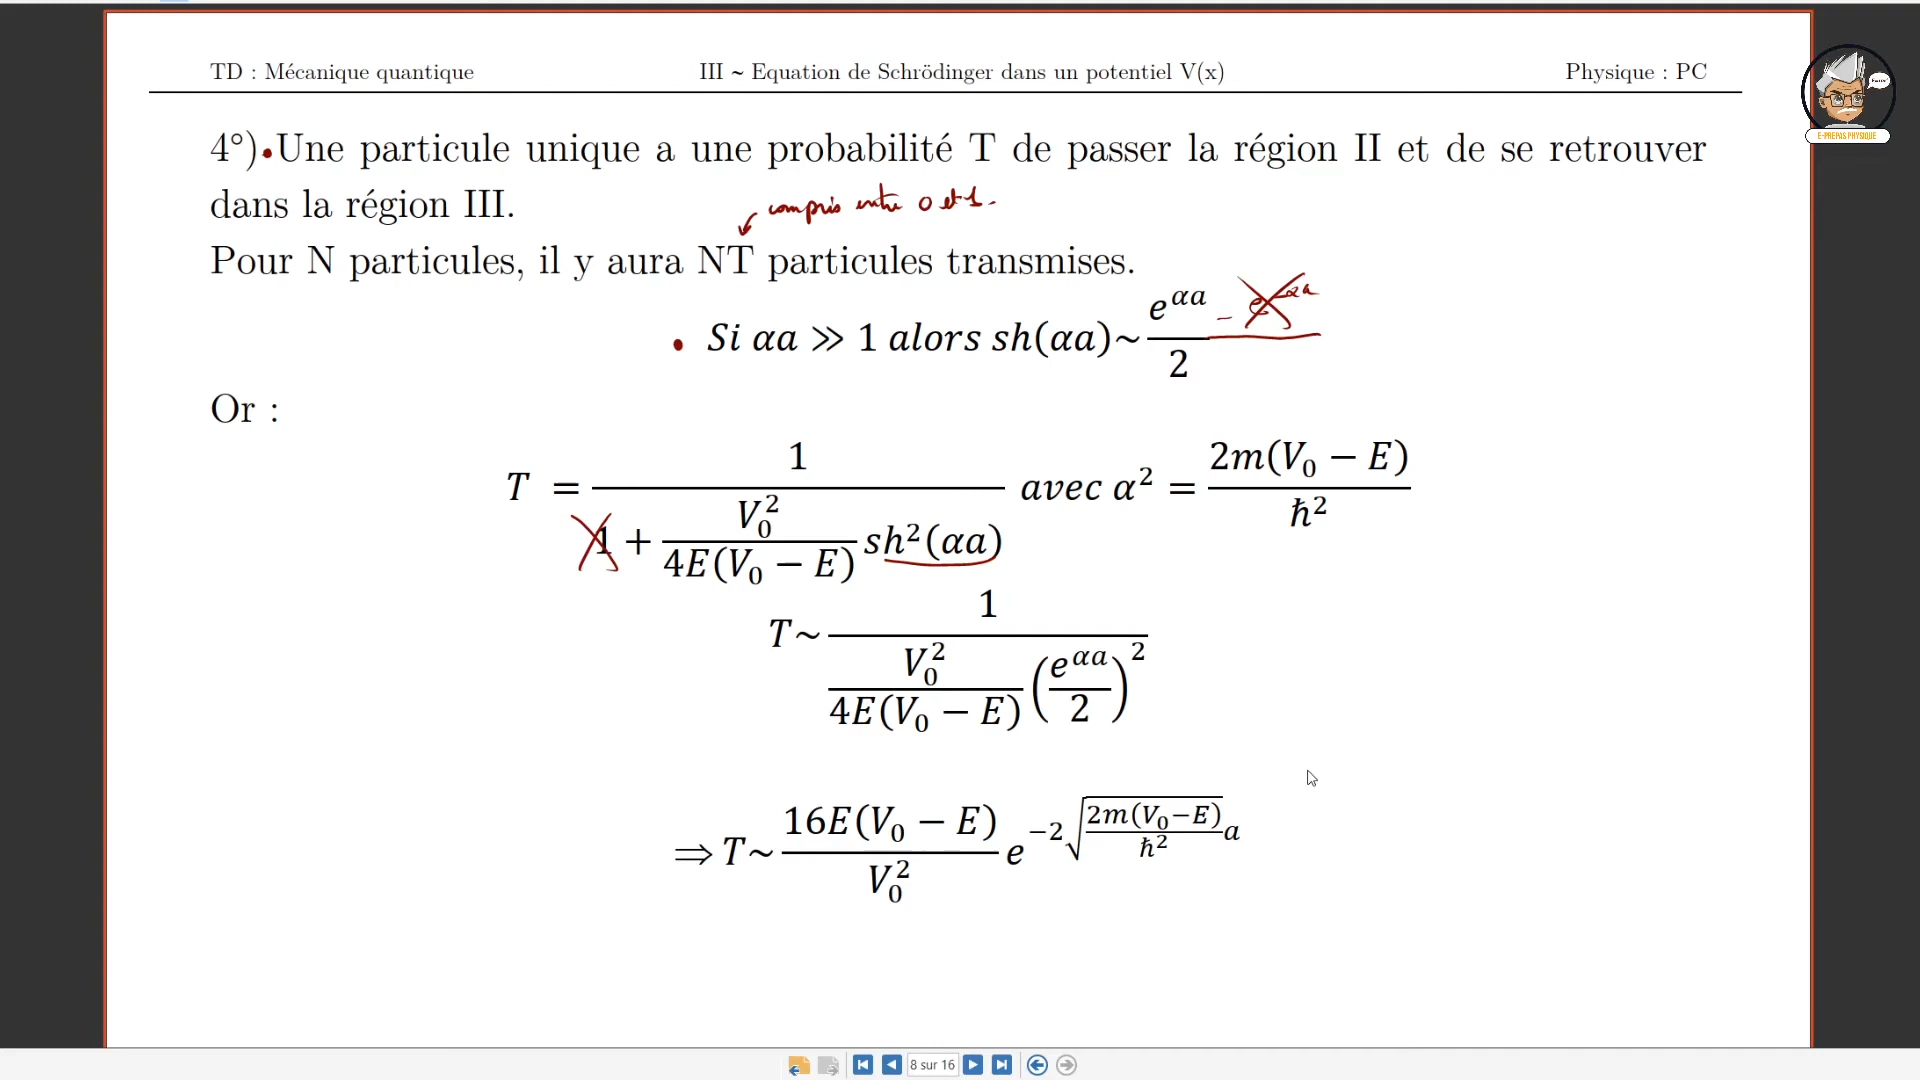 TD : Mécanique quantique III ~ Equation de Schrödinger dans un potentiel V(x) Physique : PC
E-PREPAS PHYSIQUE
4°) • Une particule unique a une probabilité T de passer la région II et de se retrouver
dans la région III.
compris entre 0 et 1.
Pour N particules, il y aura NT particules transmises.
• Si αa ≫ 1 alors sh(αa)~ e^{αa} - e^{-αa} / 2
Or :
T = 1 / (1 + V₀²/(4E(V₀ − E)) sh²(αa)) avec α² = 2m(V₀ − E)/ℏ²
T~ 1 / (V₀²/(4E(V₀ − E)) (e^{αa}/2)²)
⟹ T~ 16E(V₀ − E)/V₀² e^{−2√(2m(V₀−E)/ℏ²) a}
8 sur 16